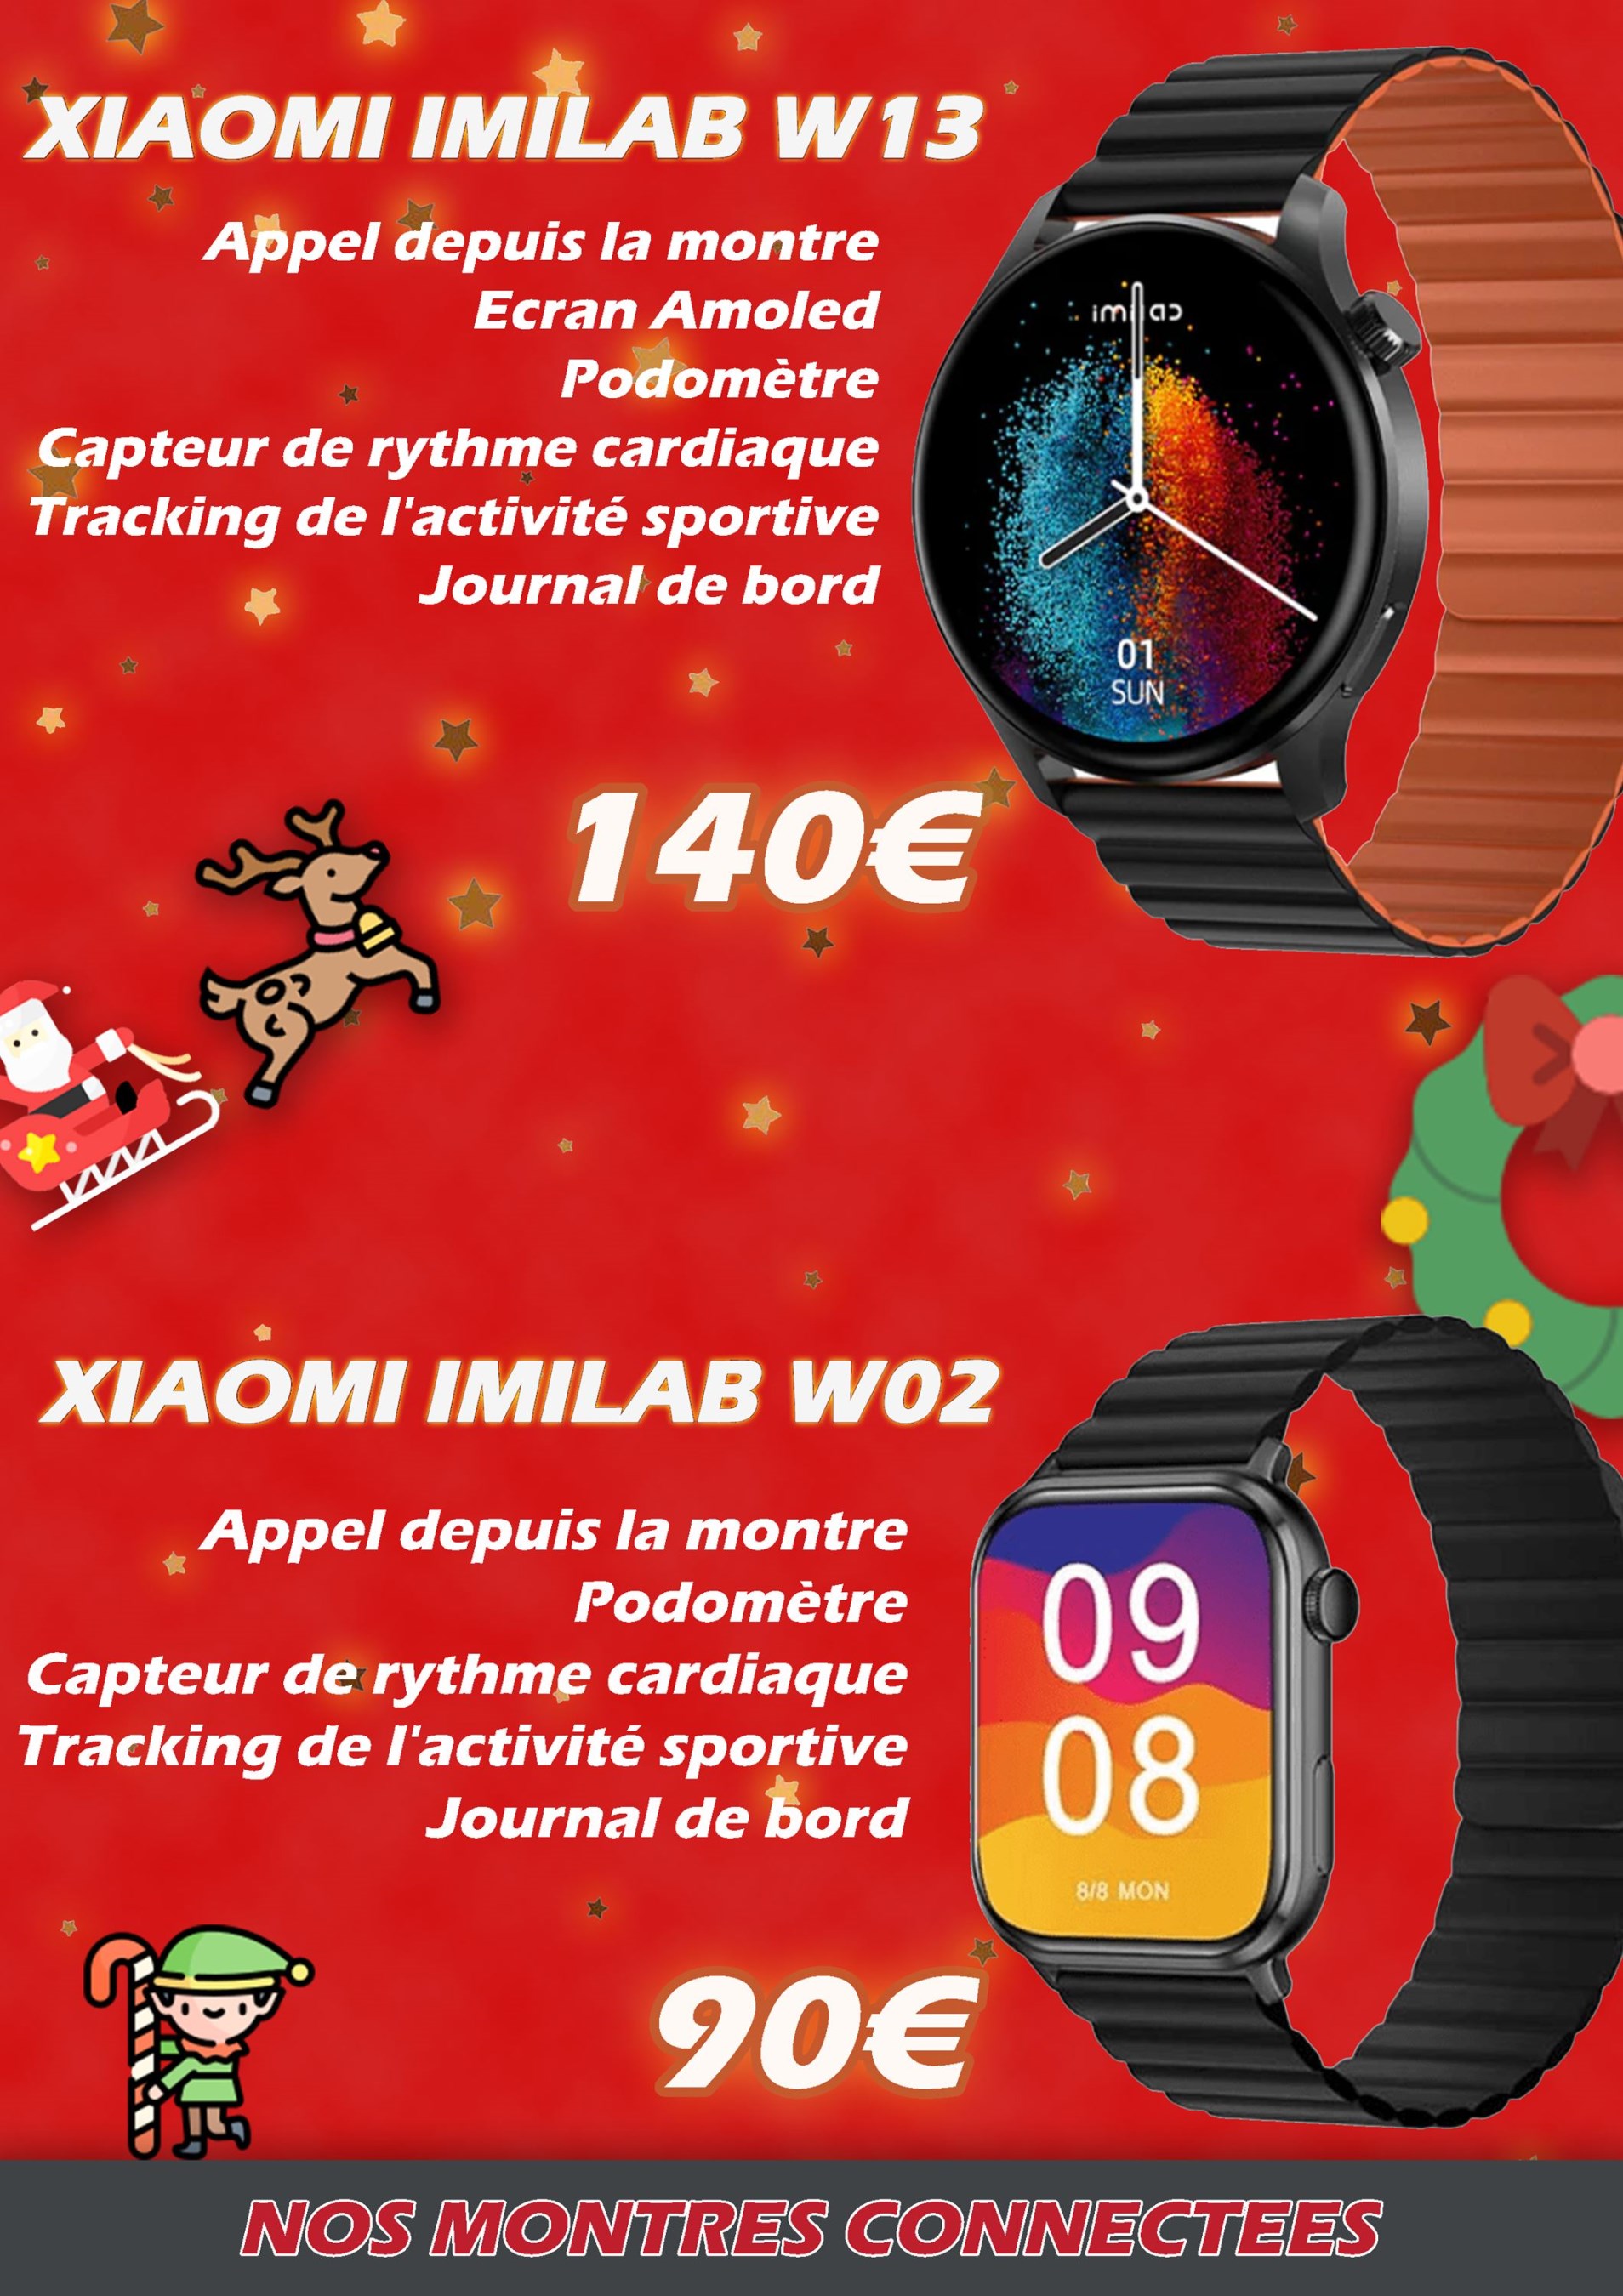 XIAOMI IMILAB W13
Appel depuis la montre
Ecran Amoled
Podomètre
Capteur de rythme cardiaque
Tracking de l'activité sportive
Journal de bord
imilab
01
SUN
140€
XIAOMI IMILAB W02
Appel depuis la montre
Podomètre
Capteur de rythme cardiaque
Tracking de l'activité sportive
Journal de bord
09
08
8/8 MON
90€
NOS MONTRES CONNECTEES